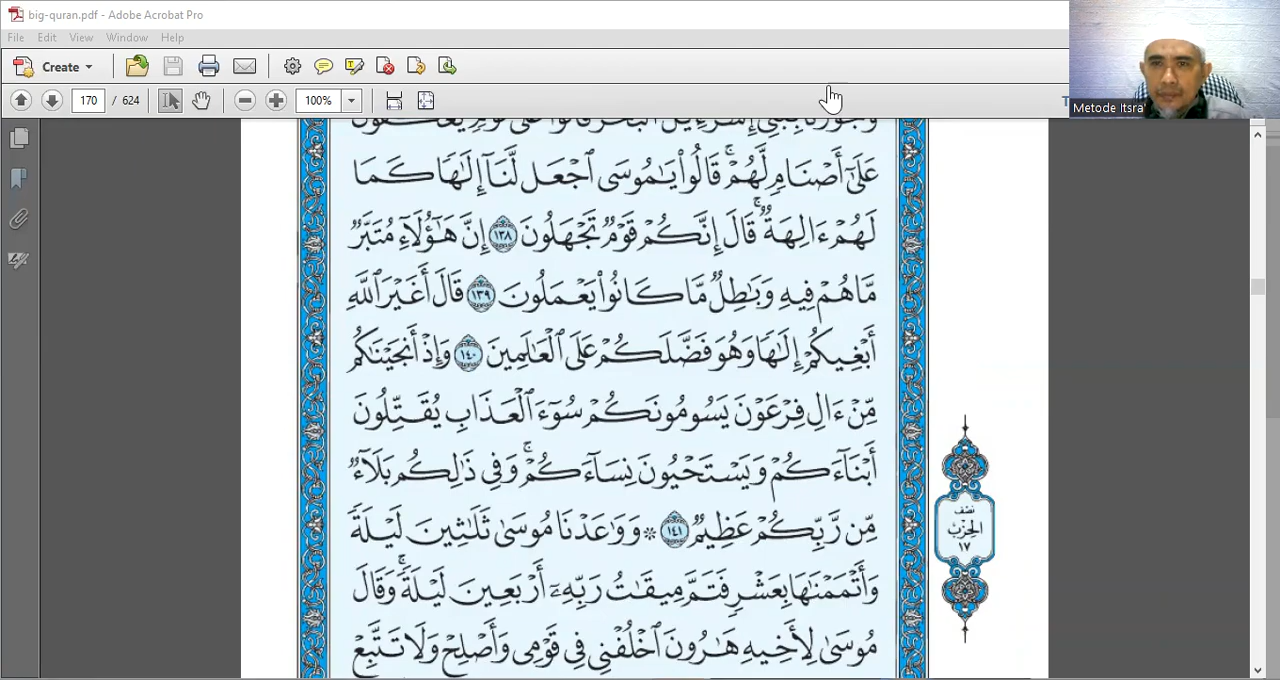 big-quran.pdf - Adobe Acrobat Pro
File Edit View Window Help
Create
170 / 624 100%
Metode Itsra'
وَجَٰوَزْنَا بِبَنِىٓ إِسْرَٰٓءِيلَ ٱلْبَحْرَ فَأَتَوْا۟ عَلَىٰ قَوْمٍ يَعْكُفُونَ
عَلَىٰٓ أَصْنَامٍ لَّهُمْ ۚ قَالُوا۟ يَٰمُوسَى ٱجْعَل لَّنَآ إِلَٰهًا كَمَا
لَهُمْ ءَالِهَةٌ ۚ قَالَ إِنَّكُمْ قَوْمٌ تَجْهَلُونَ ١٣٨ إِنَّ هَٰٓؤُلَآءِ مُتَبَّرٌ
مَّا هُمْ فِيهِ وَبَٰطِلٌ مَّا كَانُوا۟ يَعْمَلُونَ ١٣٩ قَالَ أَغَيْرَ ٱللَّهِ
أَبْغِيكُمْ إِلَٰهًا وَهُوَ فَضَّلَكُمْ عَلَى ٱلْعَٰلَمِينَ ١٤٠ وَإِذْ أَنجَيْنَٰكُم
مِّنْ ءَالِ فِرْعَوْنَ يَسُومُونَكُمْ سُوٓءَ ٱلْعَذَابِ يُقَتِّلُونَ
أَبْنَآءَكُمْ وَيَسْتَحْيُونَ نِسَآءَكُمْ ۚ وَفِى ذَٰلِكُم بَلَآءٌ
مِّن رَّبِّكُمْ عَظِيمٌ ١٤١ ۞ وَوَٰعَدْنَا مُوسَىٰ ثَلَٰثِينَ لَيْلَةً
وَأَتْمَمْنَٰهَا بِعَشْرٍ فَتَمَّ مِيقَٰتُ رَبِّهِۦٓ أَرْبَعِينَ لَيْلَةً ۚ وَقَالَ
مُوسَىٰ لِأَخِيهِ هَٰرُونَ ٱخْلُفْنِى فِى قَوْمِى وَأَصْلِحْ وَلَا تَتَّبِعْ
نصف
الحزب
١٧